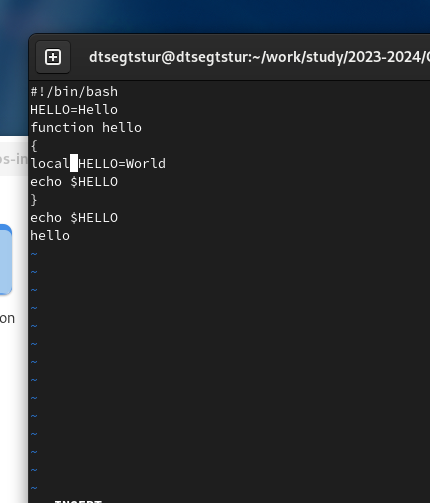 dtsegtstur@dtsegtstur:~/work/study/2023-2024/
#!/bin/bash
HELLO=Hello
function hello
{
local HELLO=World
echo $HELLO
}
echo $HELLO
hello
~
~
~
~
~
~
~
~
~
~
~
~
~
~